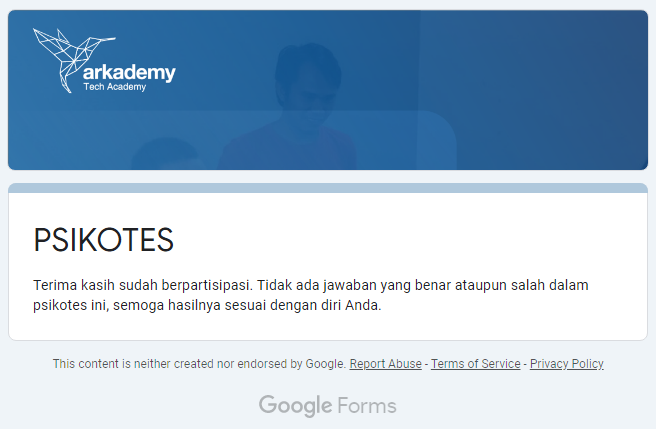 arkademy
Tech Academy
PSIKOTES
Terima kasih sudah berpartisipasi. Tidak ada jawaban yang benar ataupun salah dalam
psikotes ini, semoga hasilnya sesuai dengan diri Anda.
This content is neither created nor endorsed by Google. Report Abuse - Terms of Service - Privacy Policy
Google Forms